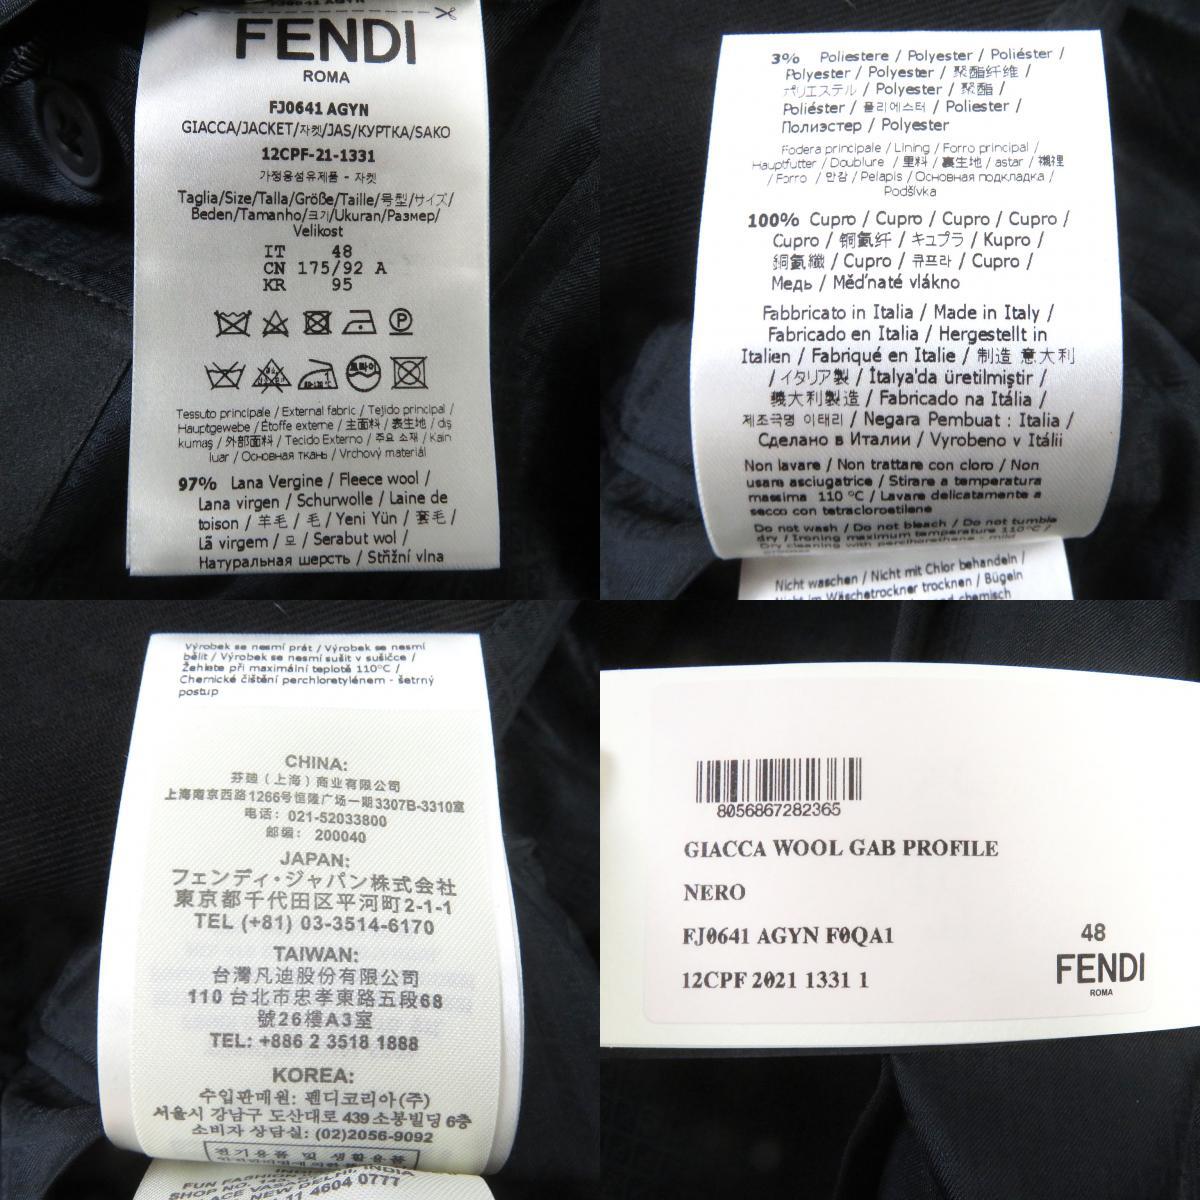 FJ0641 AGYN
FENDI
ROMA
FJ0641 AGYN
GIACCA/JACKET/자켓/JAS/КУРТКА/SAKO
12CPF-21-1331
가정용섬유제품 - 자켓
Taglia/Size/Talla/Größe/Taille/号型/サイズ/
Beden/Tamanho/크기/Ukuran/Размер/
Velikost
IT 48
CN 175/92 A
KR 95
Tessuto principale / External fabric / Tejido principal /
Hauptgewebe / Étoffe externe / 主面料 / 表生地 / dış
kumaş / 外部面料 / Tecido Externo / 주요 소재 / Kain
luar / Основная ткань / Vrchový materiál
97% Lana Vergine / Fleece wool /
Lana virgen / Schurwolle / Laine de
toison / 羊毛 / 毛 / Yeni Yün / 套毛 /
Lã virgem / 모 / Serabut wol /
Натуральная шерсть / Střižní vlna
3% Poliestere / Polyester / Poliéster /
Polyester / Polyester / 聚酯纤维 /
ポリエステル / Polyester / 聚酯 /
Poliéster / 폴리에스터 / Poliester /
Полиэстер / Polyester
Fodera principale / Lining / Forro principal /
Hauptfutter / Doublure / 里料 / 裏生地 / astar / 襯裡
/ Forro / 안감 / Pelapis / Основная подкладка /
Podšívka
100% Cupro / Cupro / Cupro / Cupro /
Cupro / 铜氨纤 / キュプラ / Kupro /
銅氨纖 / Cupro / 큐프라 / Cupro /
Медь / Měďnaté vlákno
Fabbricato in Italia / Made in Italy /
Fabricado en Italia / Hergestellt in
Italien / Fabriqué en Italie / 制造 意大利
/ イタリア製 / İtalya'da üretilmiştir /
義大利製造 / Fabricado na Itália /
제조국명 이태리 / Negara Pembuat : Italia /
Сделано в Италии / Vyrobeno v Itálii
Non lavare / Non trattare con cloro / Non
usare asciugatrice / Stirare a temperatura
massima 110 °C / Lavare delicatamente a
secco con tetracloroetilene
Do not wash / Do not bleach / Do not tumble
dry / Ironing maximum temperature 110°C /
Dry cleaning with perchlorethene - mild
process
Nicht waschen / Nicht mit Chlor behandeln /
Nicht im Wäschetrockner trocknen / Bügeln
Výrobek se nesmí prát / Výrobek se nesmí
bělit / Výrobek se nesmí sušit v sušičce /
Žehlete při maximální teplotě 110°C /
Chemické čištění perchloretylénem - šetrný
postup
CHINA:
芬迪（上海）商业有限公司
上海南京西路1266号恒隆广场一期3307B-3310室
电话: 021-52033800
邮编: 200040
JAPAN:
フェンディ・ジャパン株式会社
東京都千代田区平河町2-1-1
TEL (+81) 03-3514-6170
TAIWAN:
台灣凡迪股份有限公司
110 台北市忠孝東路五段68
號26樓A3室
TEL: +886 2 3518 1888
KOREA:
수입판매원: 펜디코리아(주)
서울시 강남구 도산대로 439 소봉빌딩 6층
소비자 상담실: (02)2056-9092
전기용품 및 생활용품
8056867282365
GIACCA WOOL GAB PROFILE
NERO
FJ0641 AGYN F0QA1
12CPF 2021 1331 1
48
FENDI
ROMA